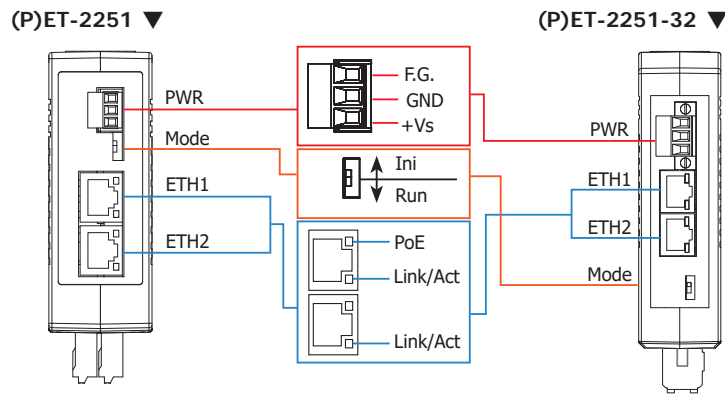 (P)ET-2251 ▼
(P)ET-2251-32 ▼
PWR
Mode
ETH1
ETH2
F.G.
GND
+Vs
Ini
Run
PoE
Link/Act
Link/Act
PWR
ETH1
ETH2
Mode